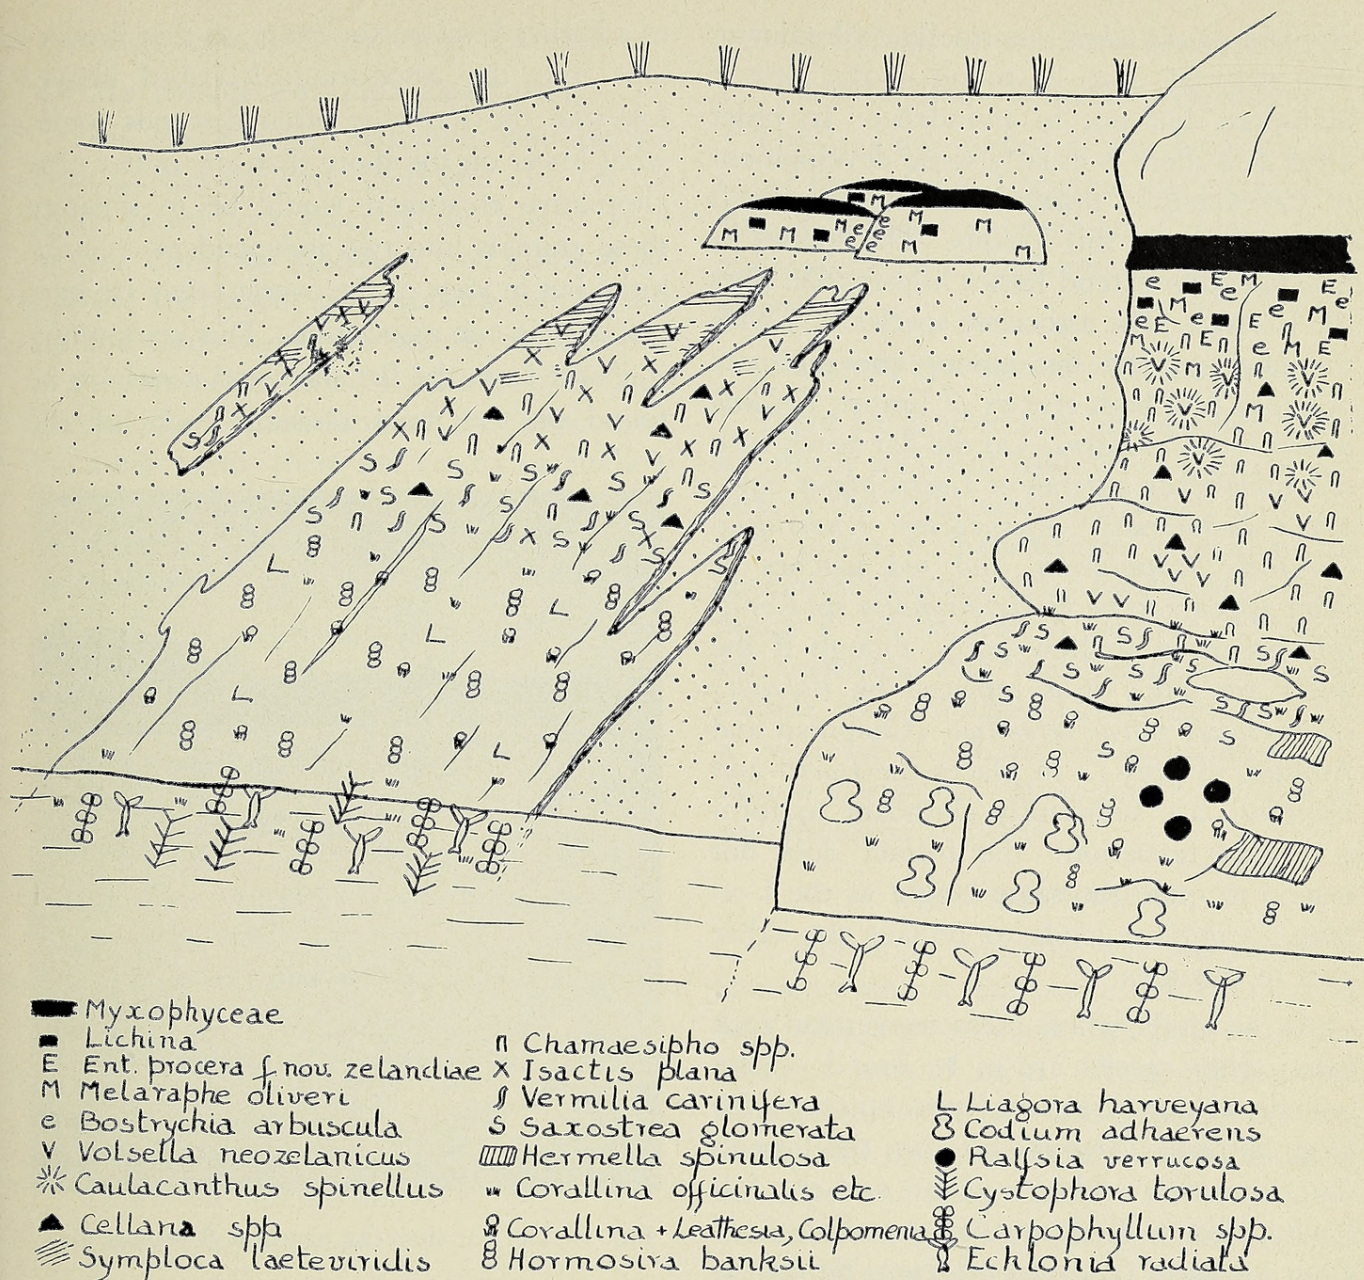 Myxophyceae
Lichina
E Ent. procera f. nov. zelandiae
M Melaraphe oliveri
e Bostrychia arbuscula
V Volsella neozelanicus
Caulacanthus spinellus
Cellana spp
Symploca laeteviridis
n Chamaesipho spp.
X Isactis plana
Vermilia carinifera
S Saxostrea glomerata
Hermella spinulosa
Corallina officinalis etc.
Corallina + Leathesia, Colpomenia
Hormosira banksii
L Liagora harveyana
Codium adhaerens
Ralfsia verrucosa
Cystophora torulosa
Carpophyllum spp.
Ecklonia radiata